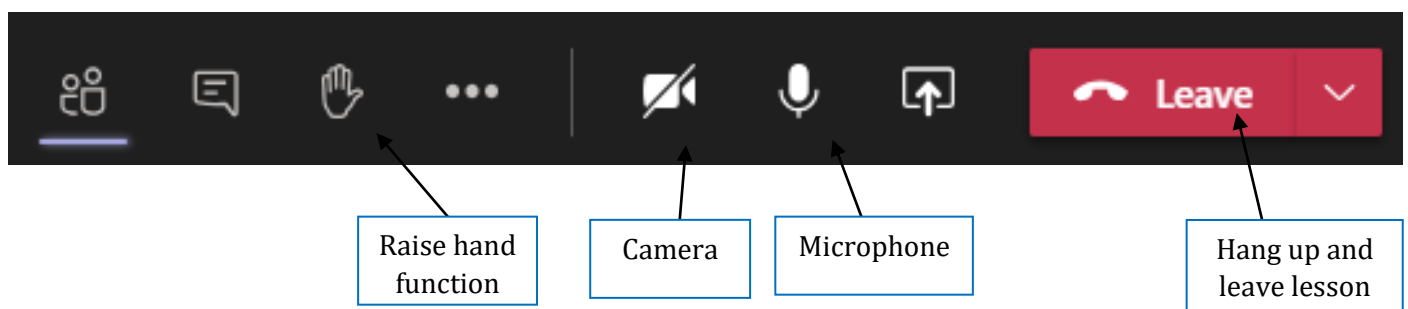 Leave
Raise hand
function
Camera
Microphone
Hang up and
leave lesson